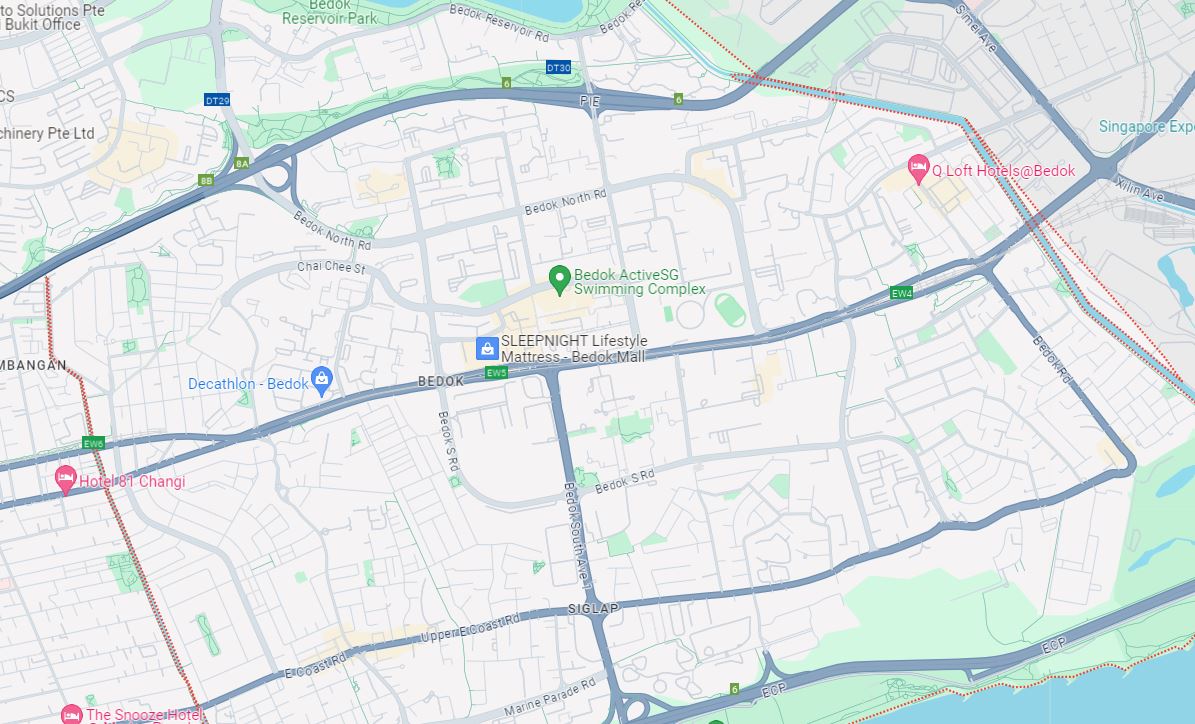 to Solutions Pte
i Bukit Office
Bedok
Reservoir Park
Bedok Reservoir Rd
Bedok Re
Simei Ave
DT30
DT29
6
PIE
6
CS
chinery Pte Ltd
Singapore Exp
8A
8B
Q Loft Hotels@Bedok
Xilin Ave
Bedok North Rd
Bedok North Rd
Chai Chee St
Bedok ActiveSG
Swimming Complex
EW4
SLEEPNIGHT Lifestyle
Mattress - Bedok Mall
EW5
MBANGAN
BEDOK
Decathlon - Bedok
Bedok Rd
Bedok S Rd
EW6
Hotel 81 Changi
Bedok S Rd
Bedok South Ave 1
SIGLAP
Upper E Coast Rd
E Coast Rd
ECP
ECP
6
Marine Parade Rd
The Snooze Hotel